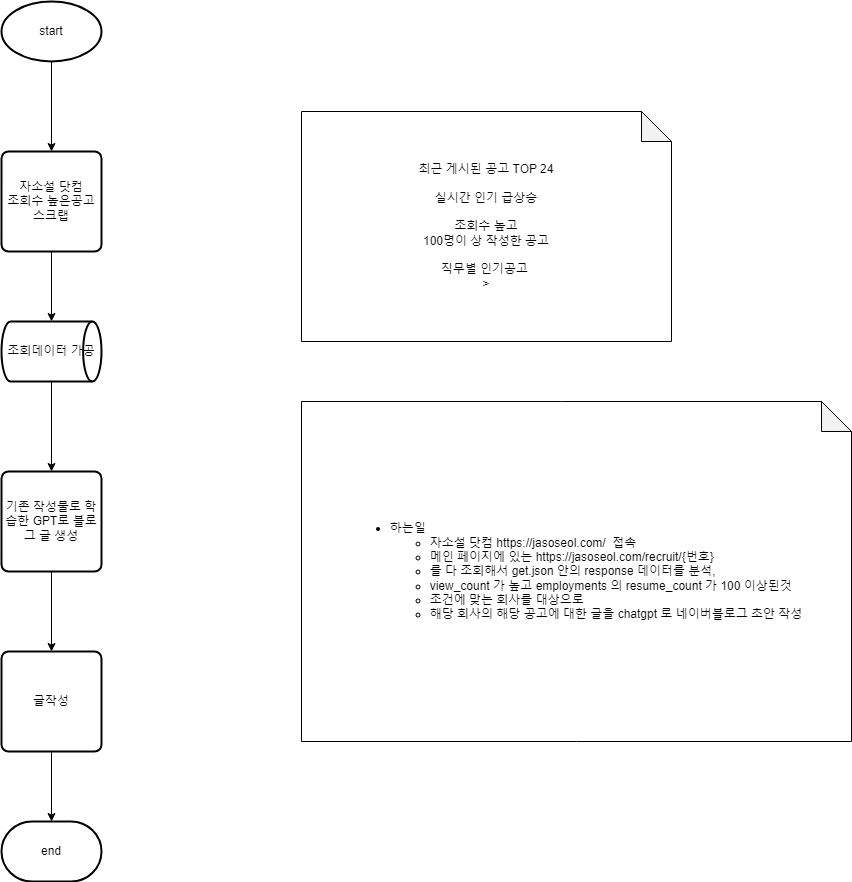 start
자소설 닷컴
조회수 높은공고
스크랩
조회데이터 가공
기존 작성물로 학
습한 GPT로 블로
그 글 생성
글작성
end
최근 게시된 공고 TOP 24
실시간 인기 급상승
조회수 높고
100명이 상 작성한 공고
직무별 인기공고
>
하는일
자소설 닷컴 https://jasoseol.com/ 접속
메인 페이지에 있는 https://jasoseol.com/recruit/{번호}
를 다 조회해서 get.json 안의 response 데이터를 분석,
view_count 가 높고 employments 의 resume_count 가 100 이상된것
조건에 맞는 회사를 대상으로
해당 회사의 해당 공고에 대한 글을 chatgpt 로 네이버블로그 초안 작성